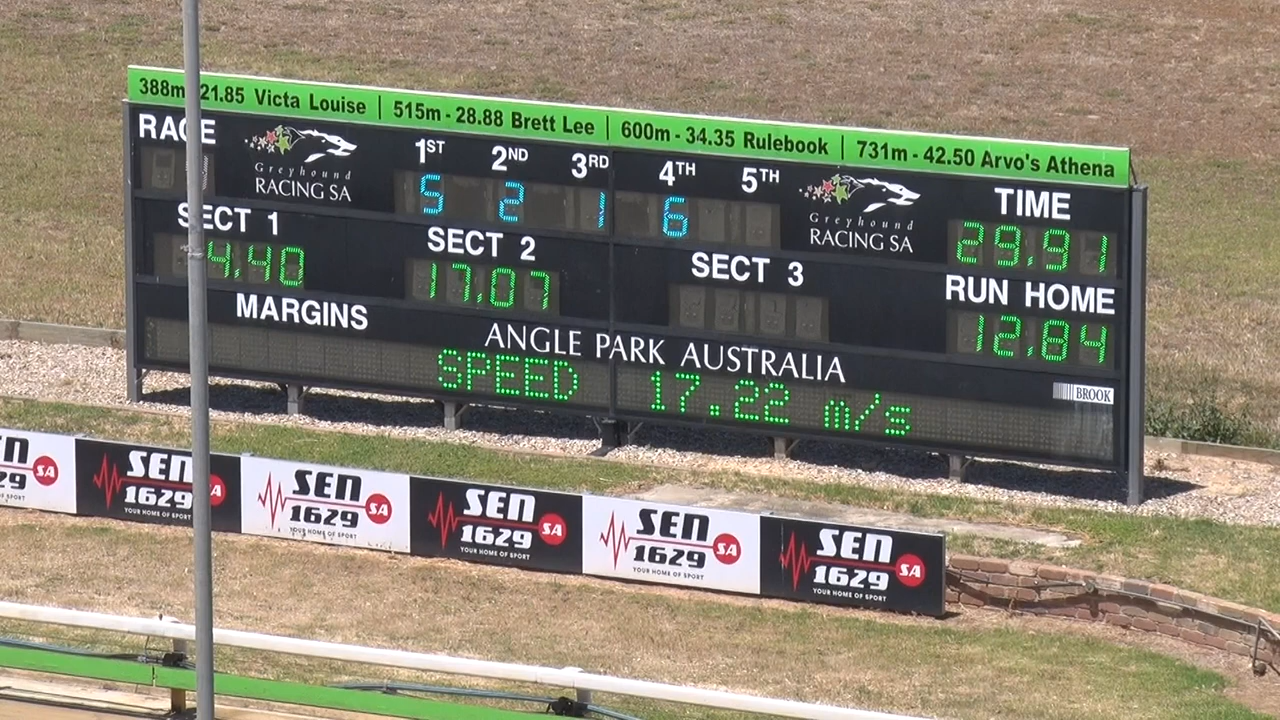 388m 21.85 Victa Louise | 515m - 28.88 Brett Lee | 600m - 34.35 Rulebook | 731m - 42.50 Arvo's Athena
RACE
Greyhound
RACING SA
1ST 2ND 3RD 4TH 5TH
5 2 1 6
Greyhound
RACING SA
TIME
29.91
SECT 1
4.40
SECT 2
17.07
SECT 3
RUN HOME
12.84
MARGINS
ANGLE PARK AUSTRALIA
SPEED 17.22 m/s
BROOK
29 SA
SEN
1629 SA
SEN
1629 SA
YOUR HOME OF SPORT
SEN
1629 SA
YOUR HOME OF SPORT
SEN
1629 SA
YOUR HOME OF SPORT
SEN
1629 SA
YOUR HOME OF SPORT